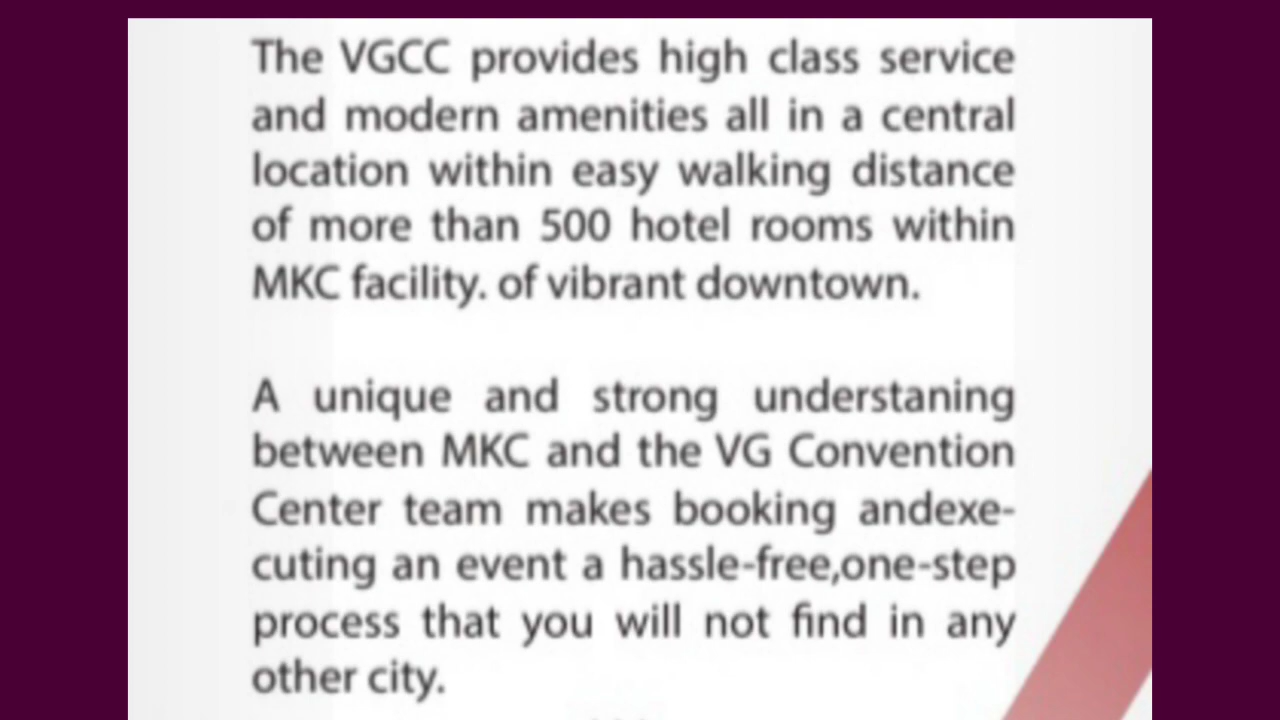 The VGCC provides high class service
and modern amenities all in a central
location within easy walking distance
of more than 500 hotel rooms within
MKC facility. of vibrant downtown.
A unique and strong understaning
between MKC and the VG Convention
Center team makes booking andexe-
cuting an event a hassle-free,one-step
process that you will not find in any
other city.